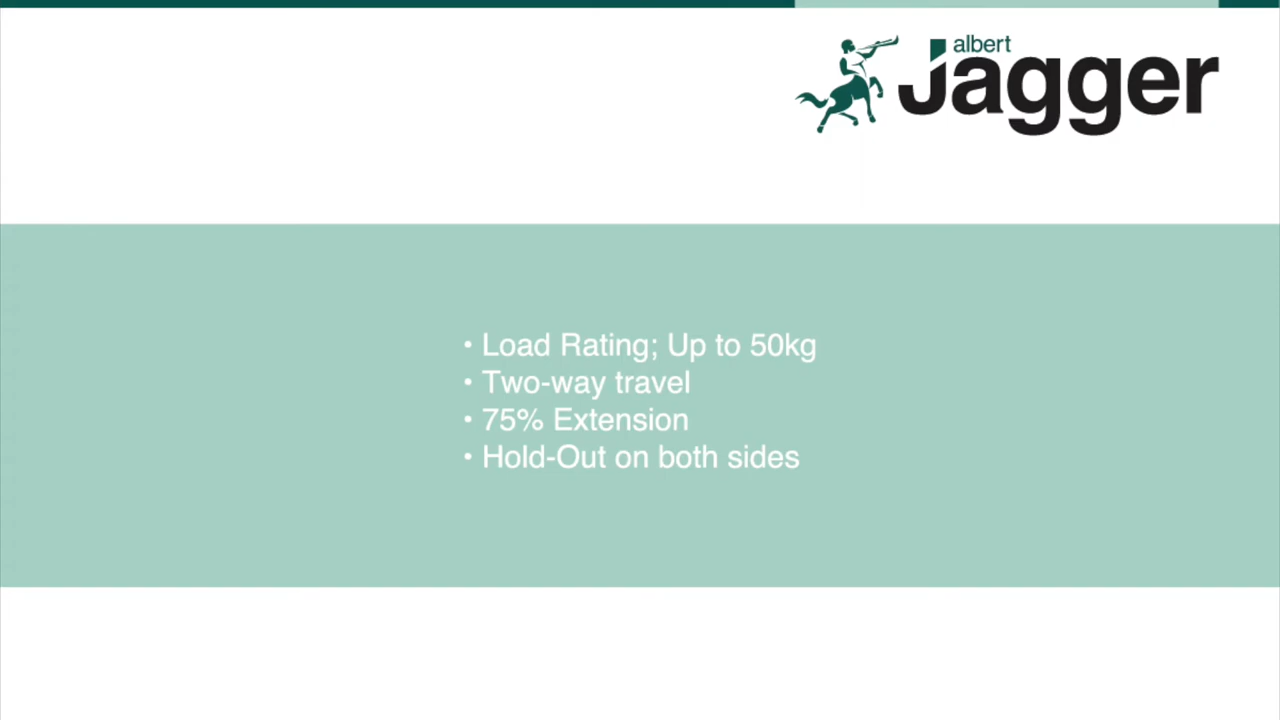 albert
Jagger
• Load Rating; Up to 50kg
• Two-way travel
• 75% Extension
• Hold-Out on both sides